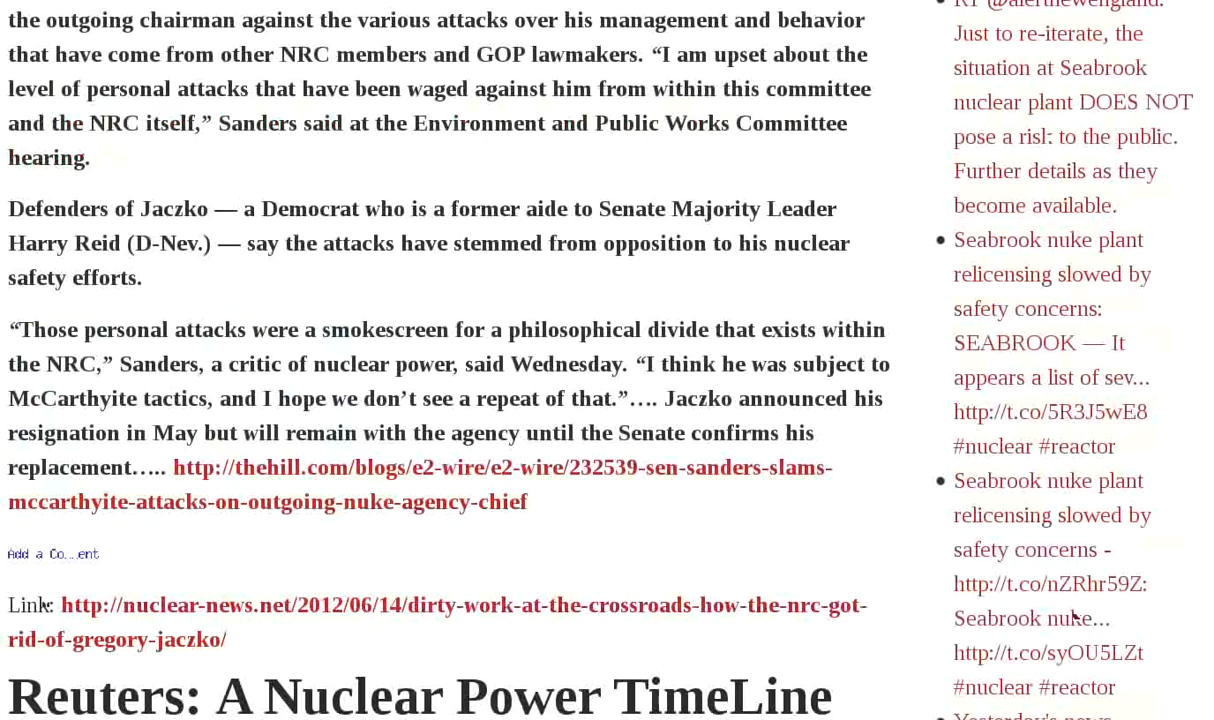 the outgoing chairman against the various attacks over his management and behavior
that have come from other NRC members and GOP lawmakers. “I am upset about the
level of personal attacks that have been waged against him from within this committee
and the NRC itself,” Sanders said at the Environment and Public Works Committee
hearing.
Defenders of Jaczko — a Democrat who is a former aide to Senate Majority Leader
Harry Reid (D-Nev.) — say the attacks have stemmed from opposition to his nuclear
safety efforts.
“Those personal attacks were a smokescreen for a philosophical divide that exists within
the NRC,” Sanders, a critic of nuclear power, said Wednesday. “I think he was subject to
McCarthyite tactics, and I hope we don’t see a repeat of that.”…. Jaczko announced his
resignation in May but will remain with the agency until the Senate confirms his
replacement….. http://thehill.com/blogs/e2-wire/e2-wire/232539-sen-sanders-slams-
mccarthyite-attacks-on-outgoing-nuke-agency-chief
Add a
Link: http://nuclear-news.net/2012/06/14/dirty-work-at-the-crossroads-how-the-nrc-got-
rid-of-gregory-jaczko/
Reuters: A Nuclear Power TimeLine
Just to re-iterate, the
situation at Seabrook
nuclear plant DOES NOT
pose a risk to the public.
Further details as they
become available.
Seabrook nuke plant
relicensing slowed by
safety concerns:
SEABROOK — It
appears a list of sev...
http://t.co/5R3J5wE8
#nuclear #reactor
Seabrook nuke plant
relicensing slowed by
safety concerns -
http://t.co/nZRhr59Z:
Seabrook nuke...
http://t.co/syOU5LZt
#nuclear #reactor
Yesterday's news